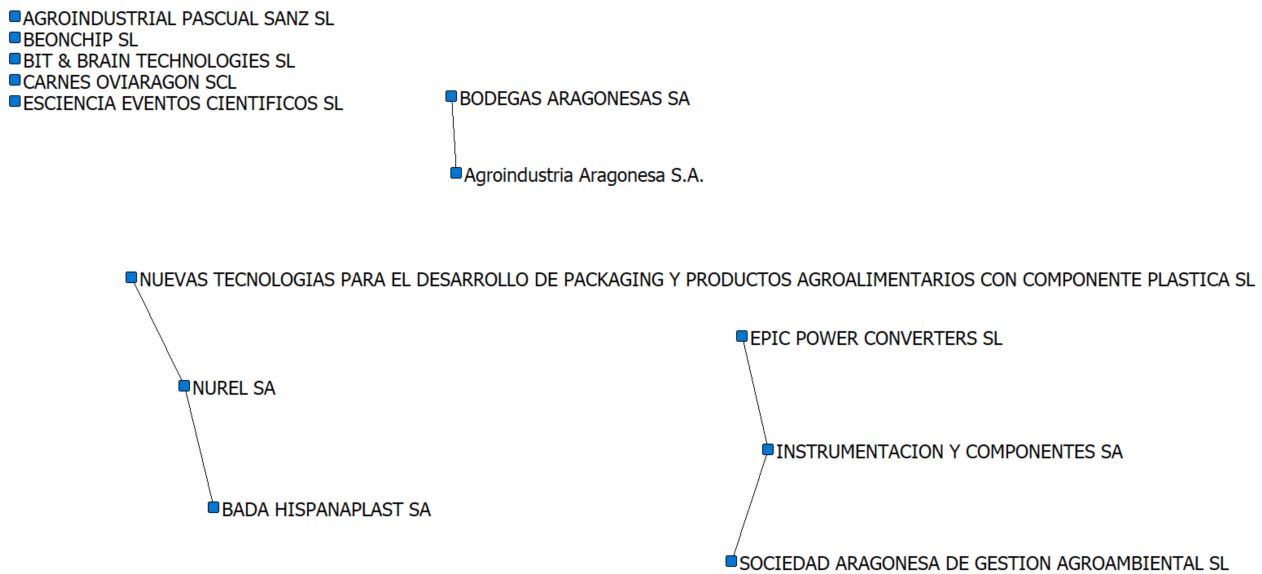 AGROINDUSTRIAL PASCUAL SANZ SL
BEONCHIP SL
BIT & BRAIN TECHNOLOGIES SL
CARNES OVIARAGON SCL
ESCIENCIA EVENTOS CIENTIFICOS SL
BODEGAS ARAGONESAS SA
Agroindustria Aragonesa S.A.
NUEVAS TECNOLOGIAS PARA EL DESARROLLO DE PACKAGING Y PRODUCTOS AGROALIMENTARIOS CON COMPONENTE PLASTICA SL
EPIC POWER CONVERTERS SL
NUREL SA
INSTRUMENTACION Y COMPONENTES SA
BADA HISPANAPLAST SA
SOCIEDAD ARAGONESA DE GESTION AGROAMBIENTAL SL